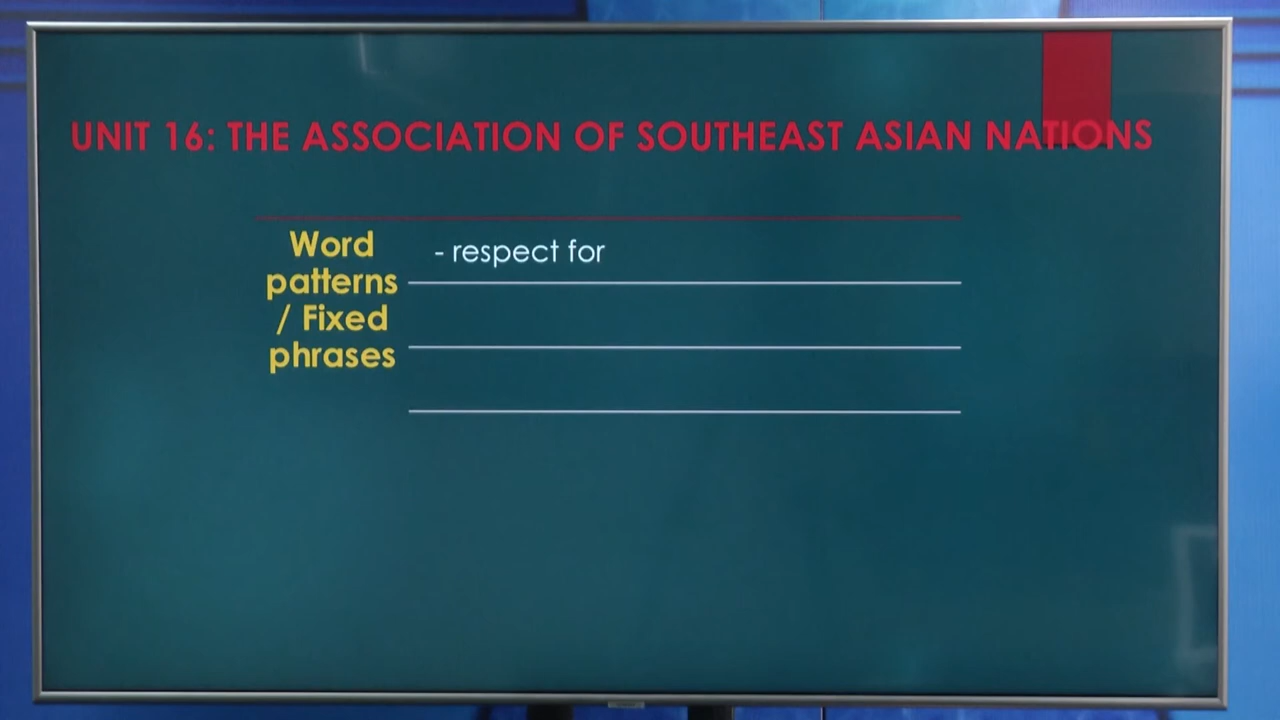 UNIT 16: THE ASSOCIATION OF SOUTHEAST ASIAN NATIONS
Word
patterns
/ Fixed
phrases
- respect for